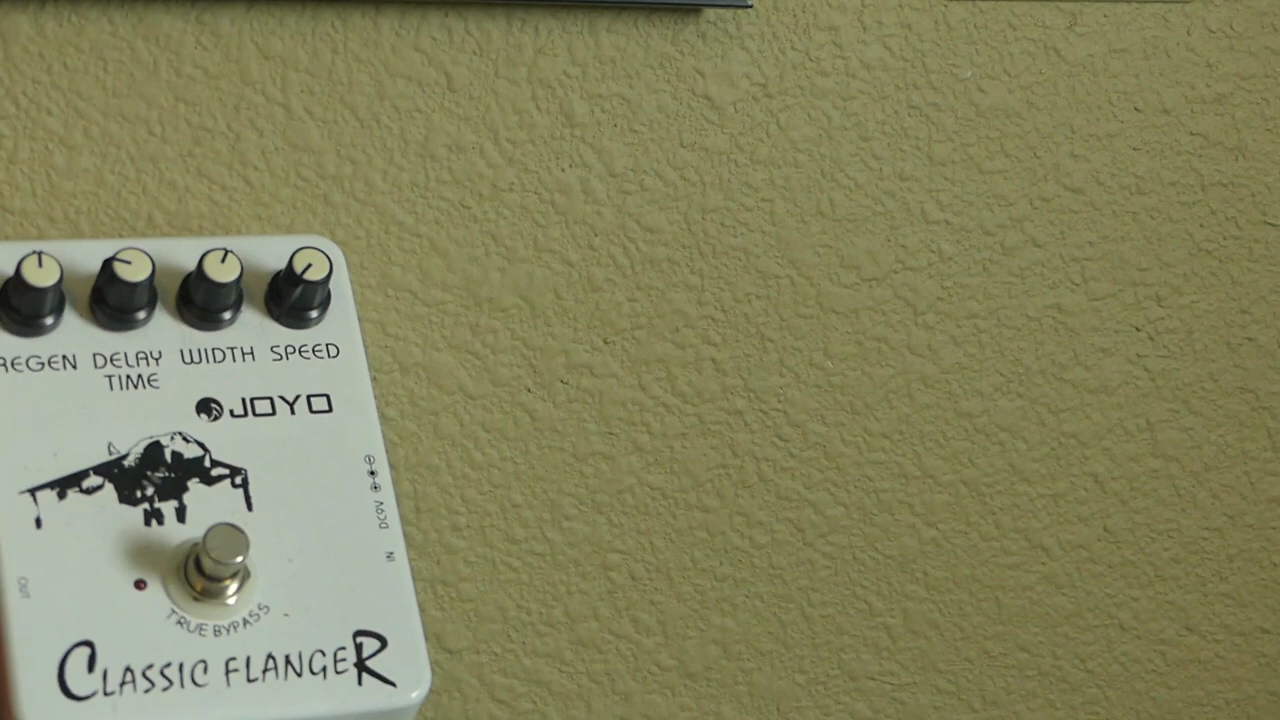 REGEN DELAY TIME WIDTH SPEED
JOYO
DC9V
IN
OUT
TRUE BYPASS
CLASSIC FLANGER